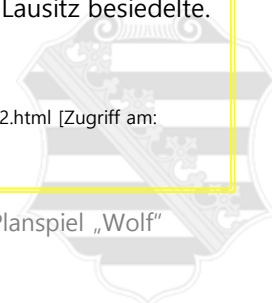 Lausitz besiedelte.
2.html [Zugriff am:
Planspiel „Wolf“